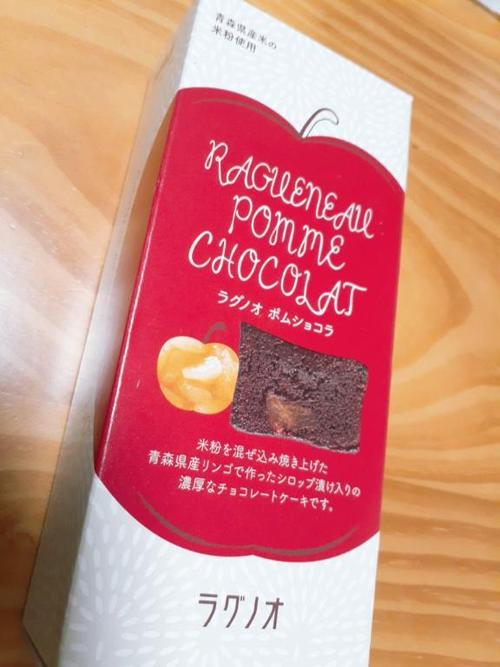 青森県産米の
米粉使用
RAGUENEAU
POMME
CHOCOLAT
ラグノオ ポムショコラ
米粉を混ぜ込み焼き上げた
青森県産リンゴで作ったシロップ漬け入りの
濃厚なチョコレートケーキです。
ラグノオ